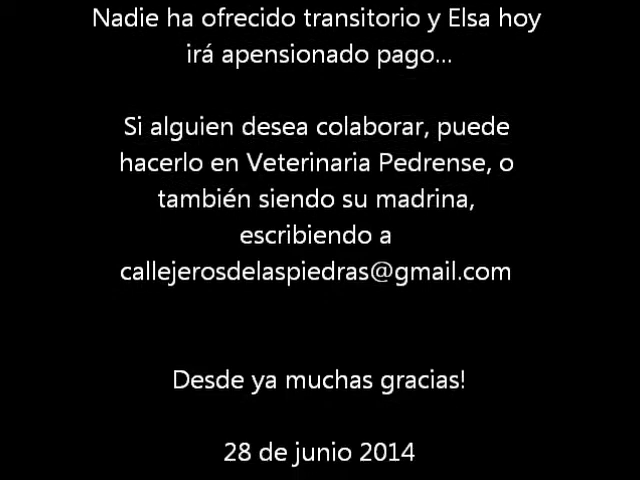 Nadie ha ofrecido transitorio y Elsa hoy
irá apensionado pago...
Si alguien desea colaborar, puede
hacerlo en Veterinaria Pedrense, o
también siendo su madrina,
escribiendo a
callejerosdelaspiedras@gmail.com
Desde ya muchas gracias!
28 de junio 2014